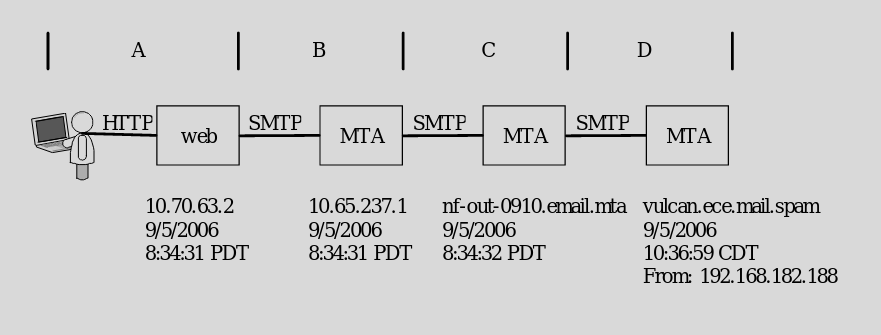 A B C D
HTTP SMTP SMTP SMTP
web MTA MTA MTA
10.70.63.2
9/5/2006
8:34:31 PDT
10.65.237.1
9/5/2006
8:34:31 PDT
nf-out-0910.email.mta
9/5/2006
8:34:32 PDT
vulcan.ece.mail.spam
9/5/2006
10:36:59 CDT
From: 192.168.182.188